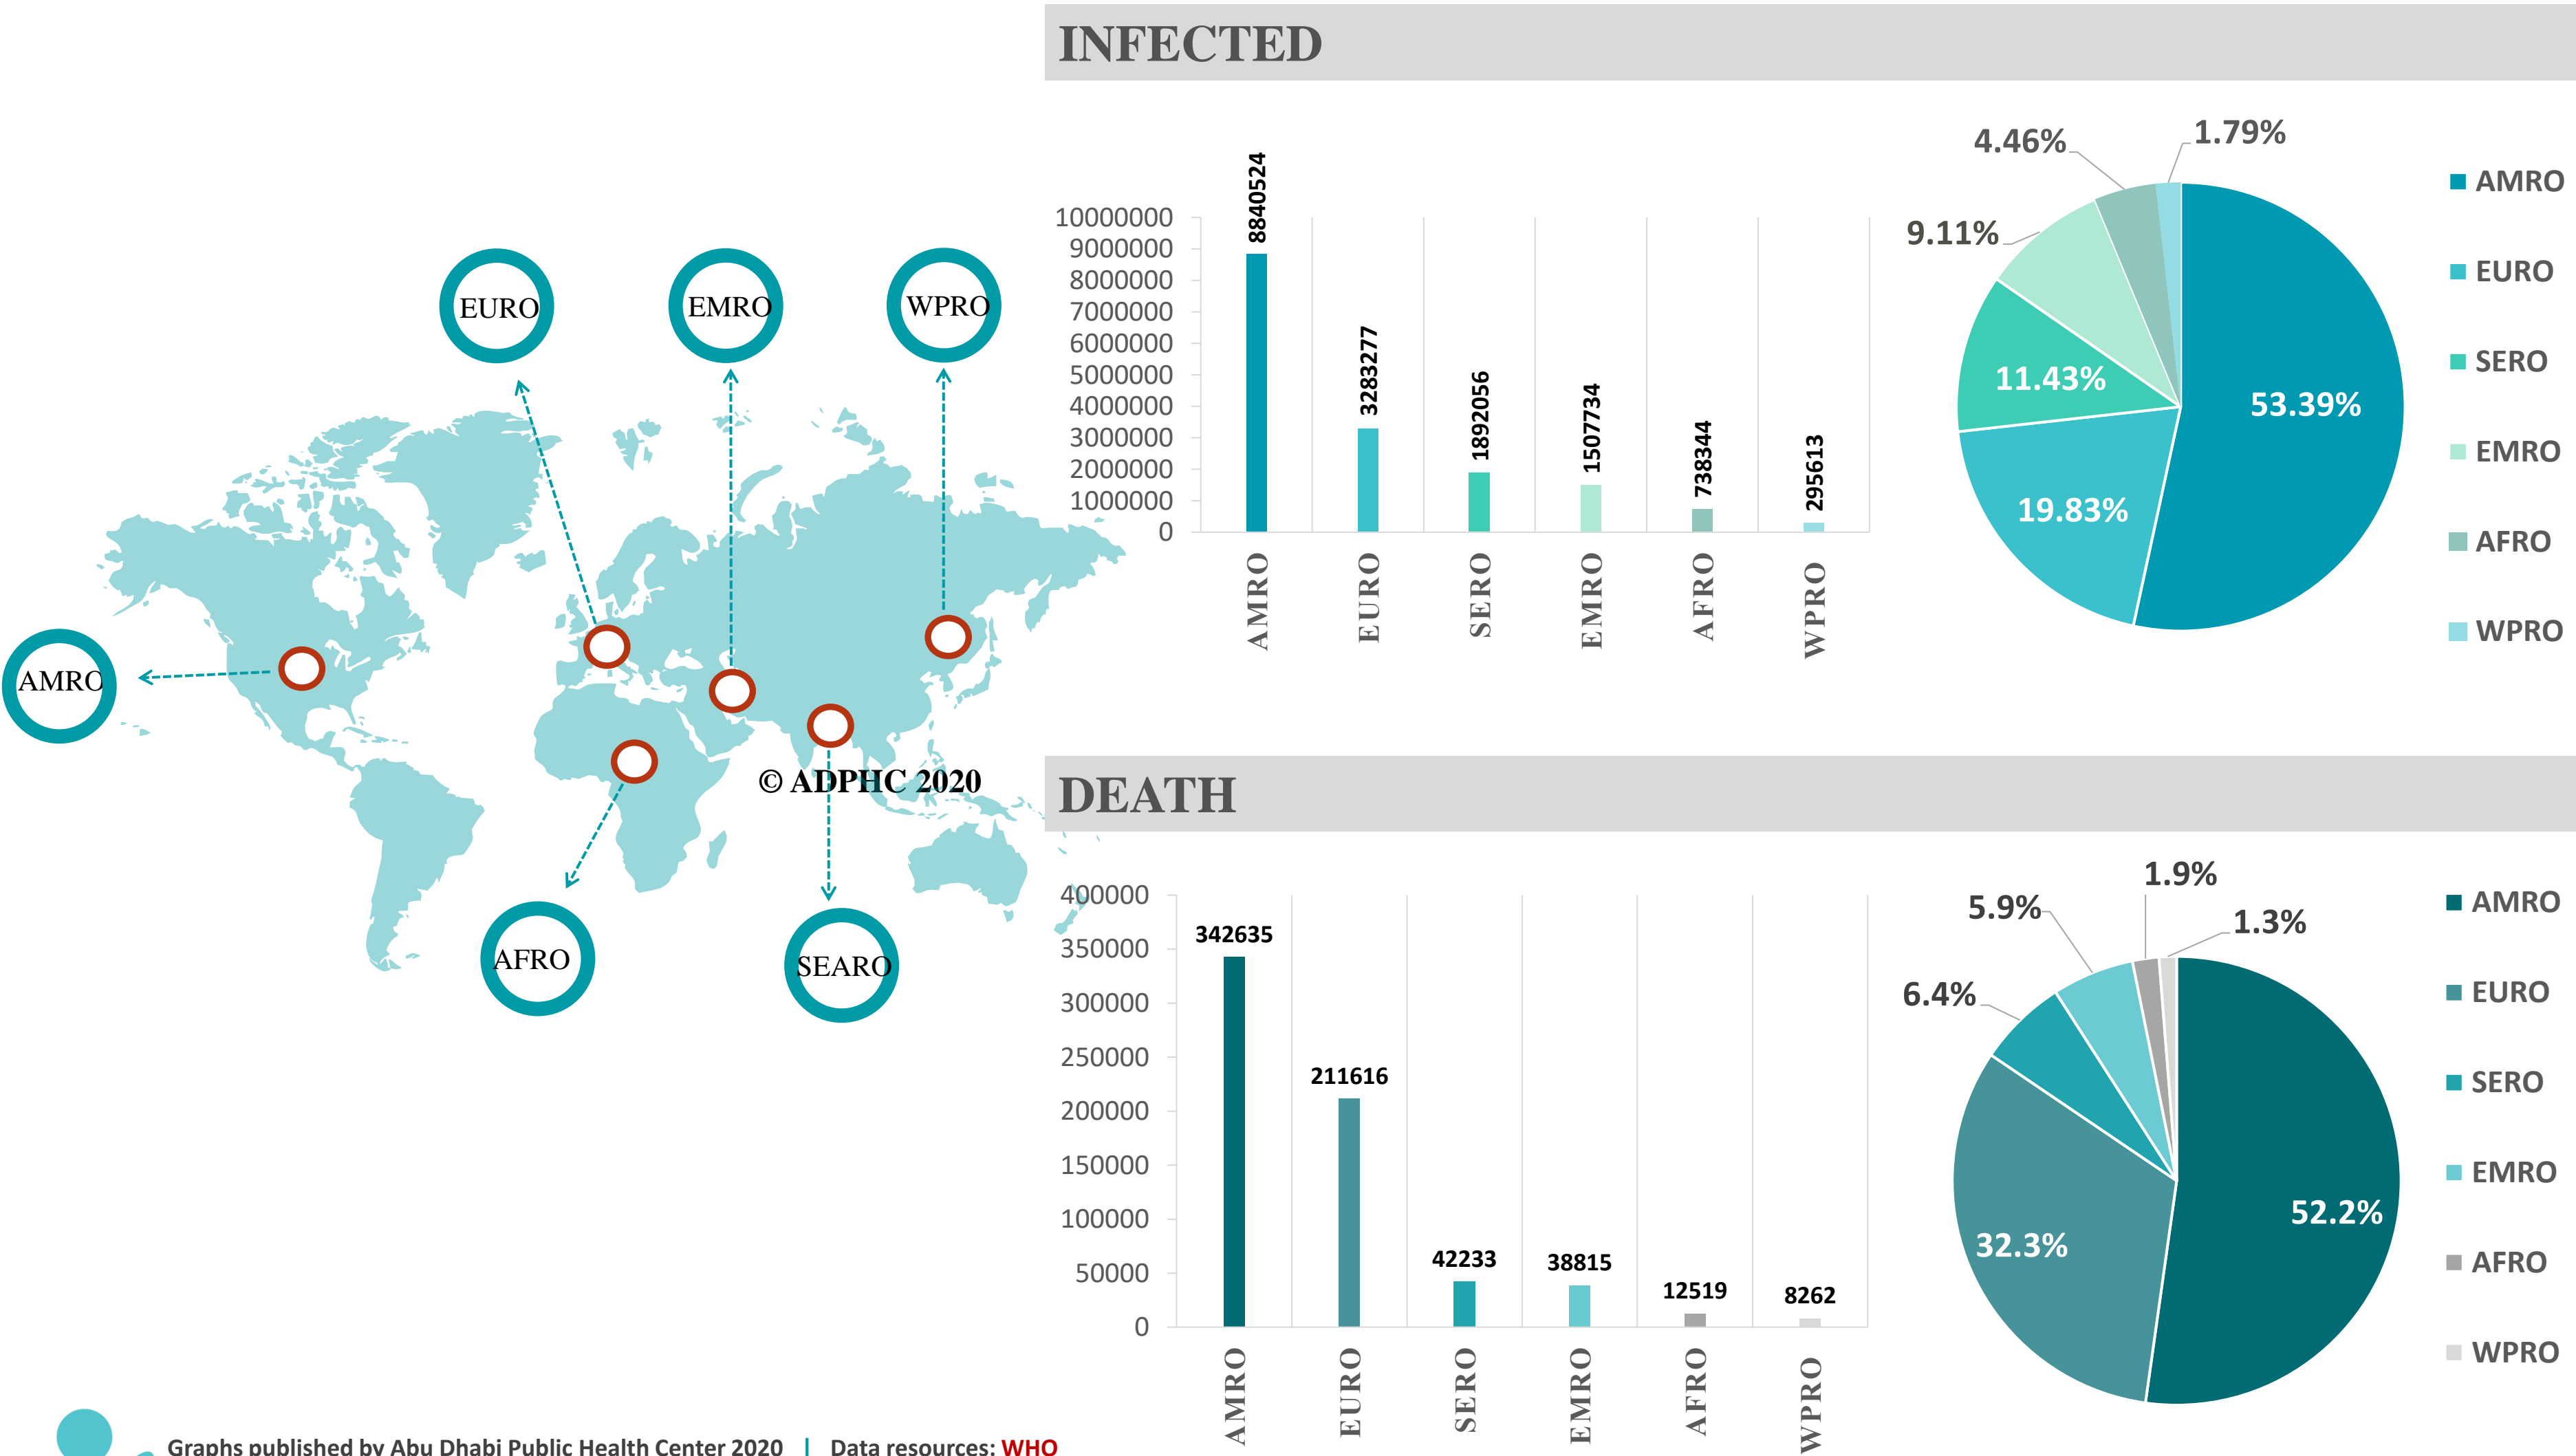 INFECTED
EURO
EMRO
WPRO
AMRO
© ADPHC 2020
AFRO
SEARO
10000000
9000000
8000000
7000000
6000000
5000000
4000000
3000000
2000000
1000000
0
8840524
3283277
1892056
1507734
738344
295613
AMRO
EURO
SERO
EMRO
AFRO
WPRO
4.46%
1.79%
9.11%
11.43%
53.39%
19.83%
AMRO
EURO
SERO
EMRO
AFRO
WPRO
DEATH
400000
350000
300000
250000
200000
150000
100000
50000
0
342635
211616
42233
38815
12519
8262
AMRO
EURO
SERO
EMRO
AFRO
WPRO
1.9%
5.9%
1.3%
6.4%
52.2%
32.3%
AMRO
EURO
SERO
EMRO
AFRO
WPRO
Graphs published by Abu Dhabi Public Health Center 2020 | Data resources: WHO